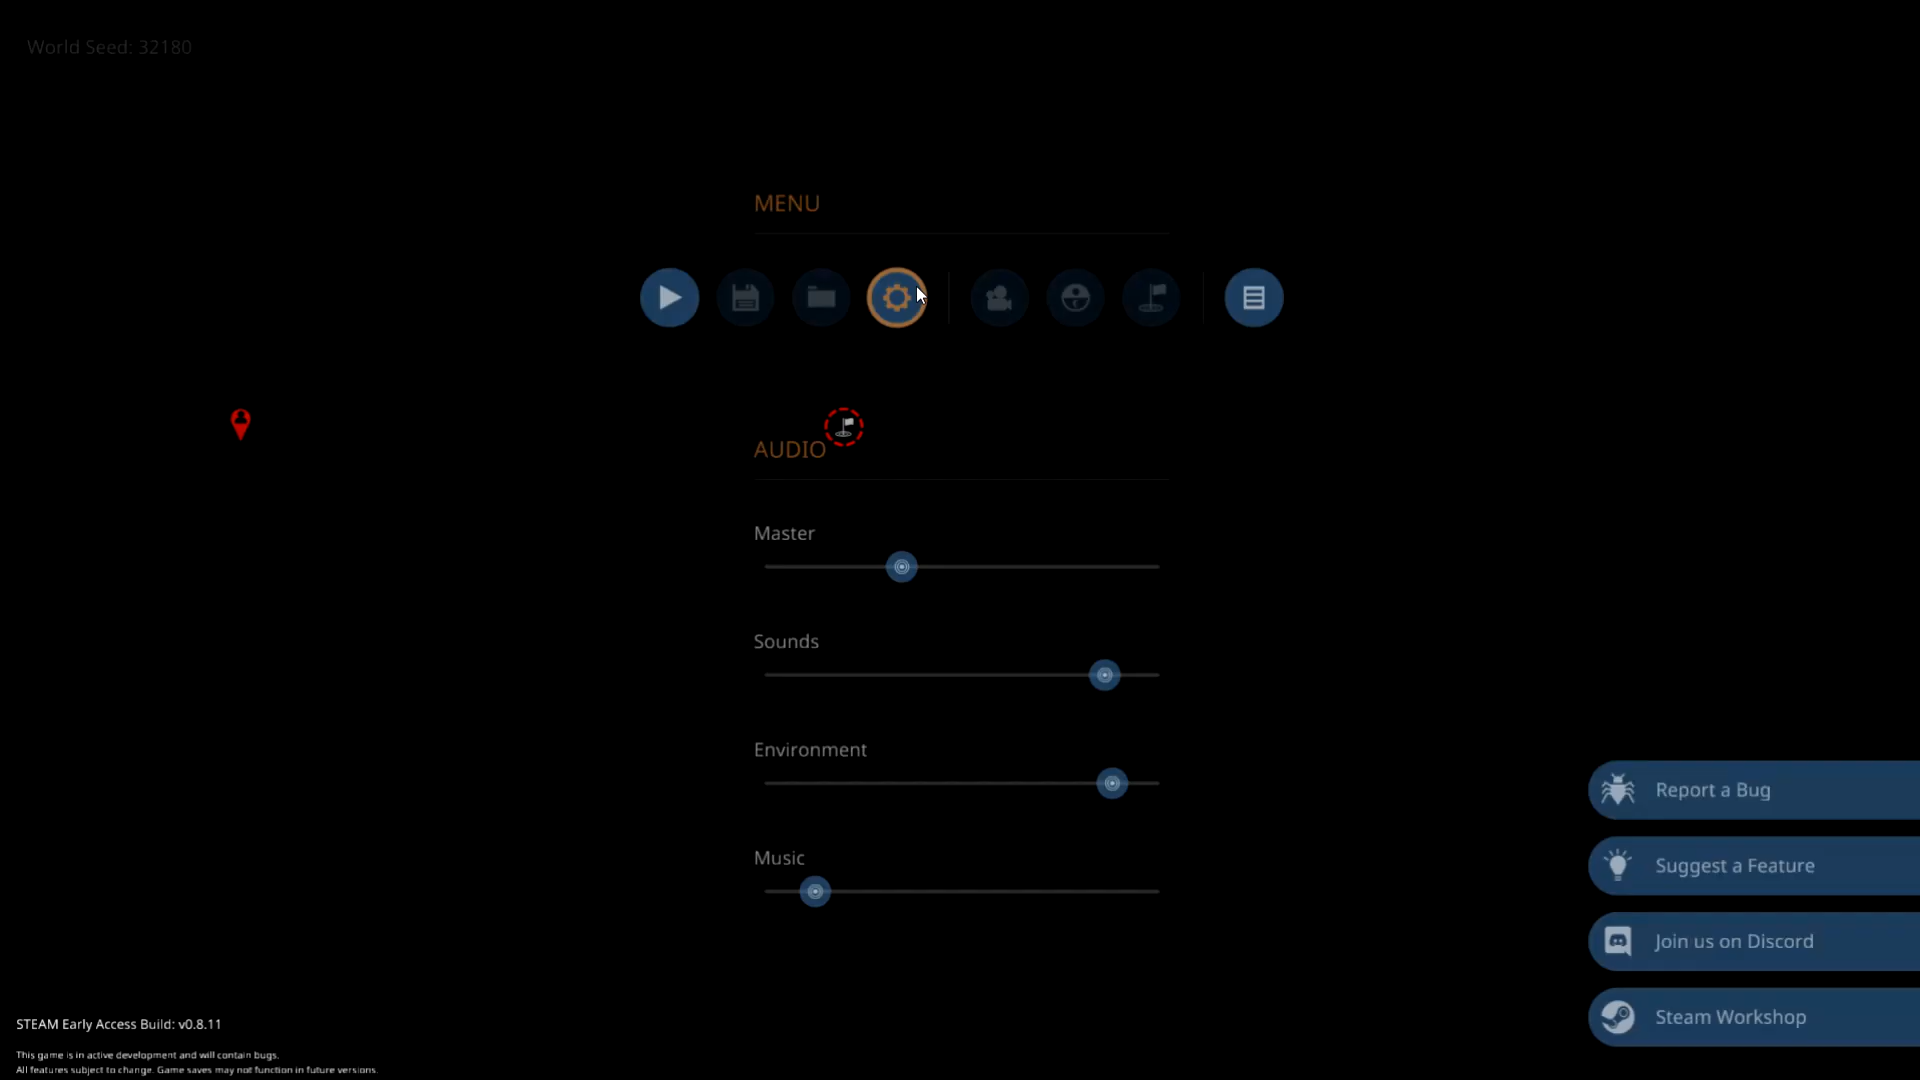 World Seed: 32180
MENU
AUDIO
Master
Sounds
Environment
Music
Report a Bug
Suggest a Feature
Join us on Discord
Steam Workshop
STEAM Early Access Build: v0.8.11
This game is in active development and will contain bugs.
All features subject to change. Game saves may not function in future versions.